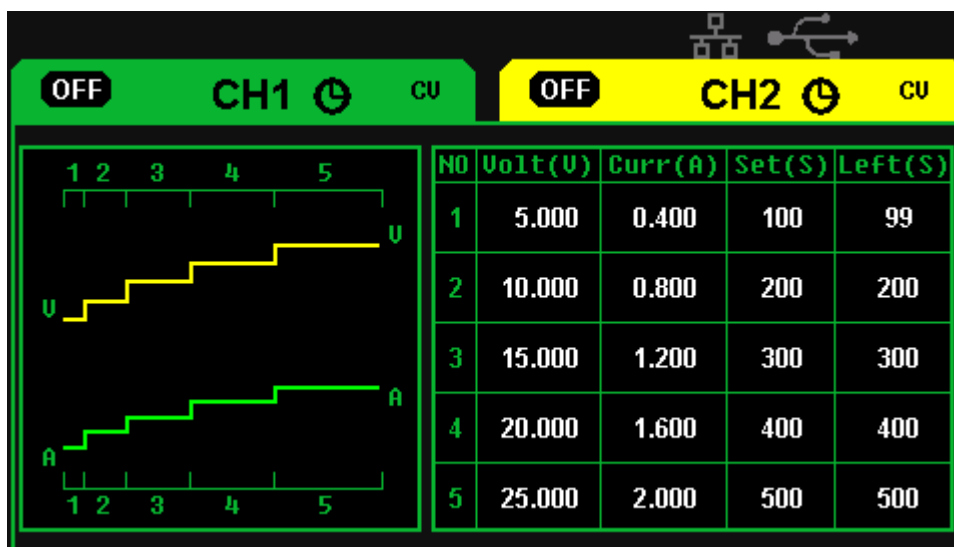 OFF CH1 CV OFF CH2 CV
1 2 3 4 5
V
V
A
A
1 2 3 4 5
NO Volt(V) Curr(A) Set(S) Left(S)
1 5.000 0.400 100 99
2 10.000 0.800 200 200
3 15.000 1.200 300 300
4 20.000 1.600 400 400
5 25.000 2.000 500 500